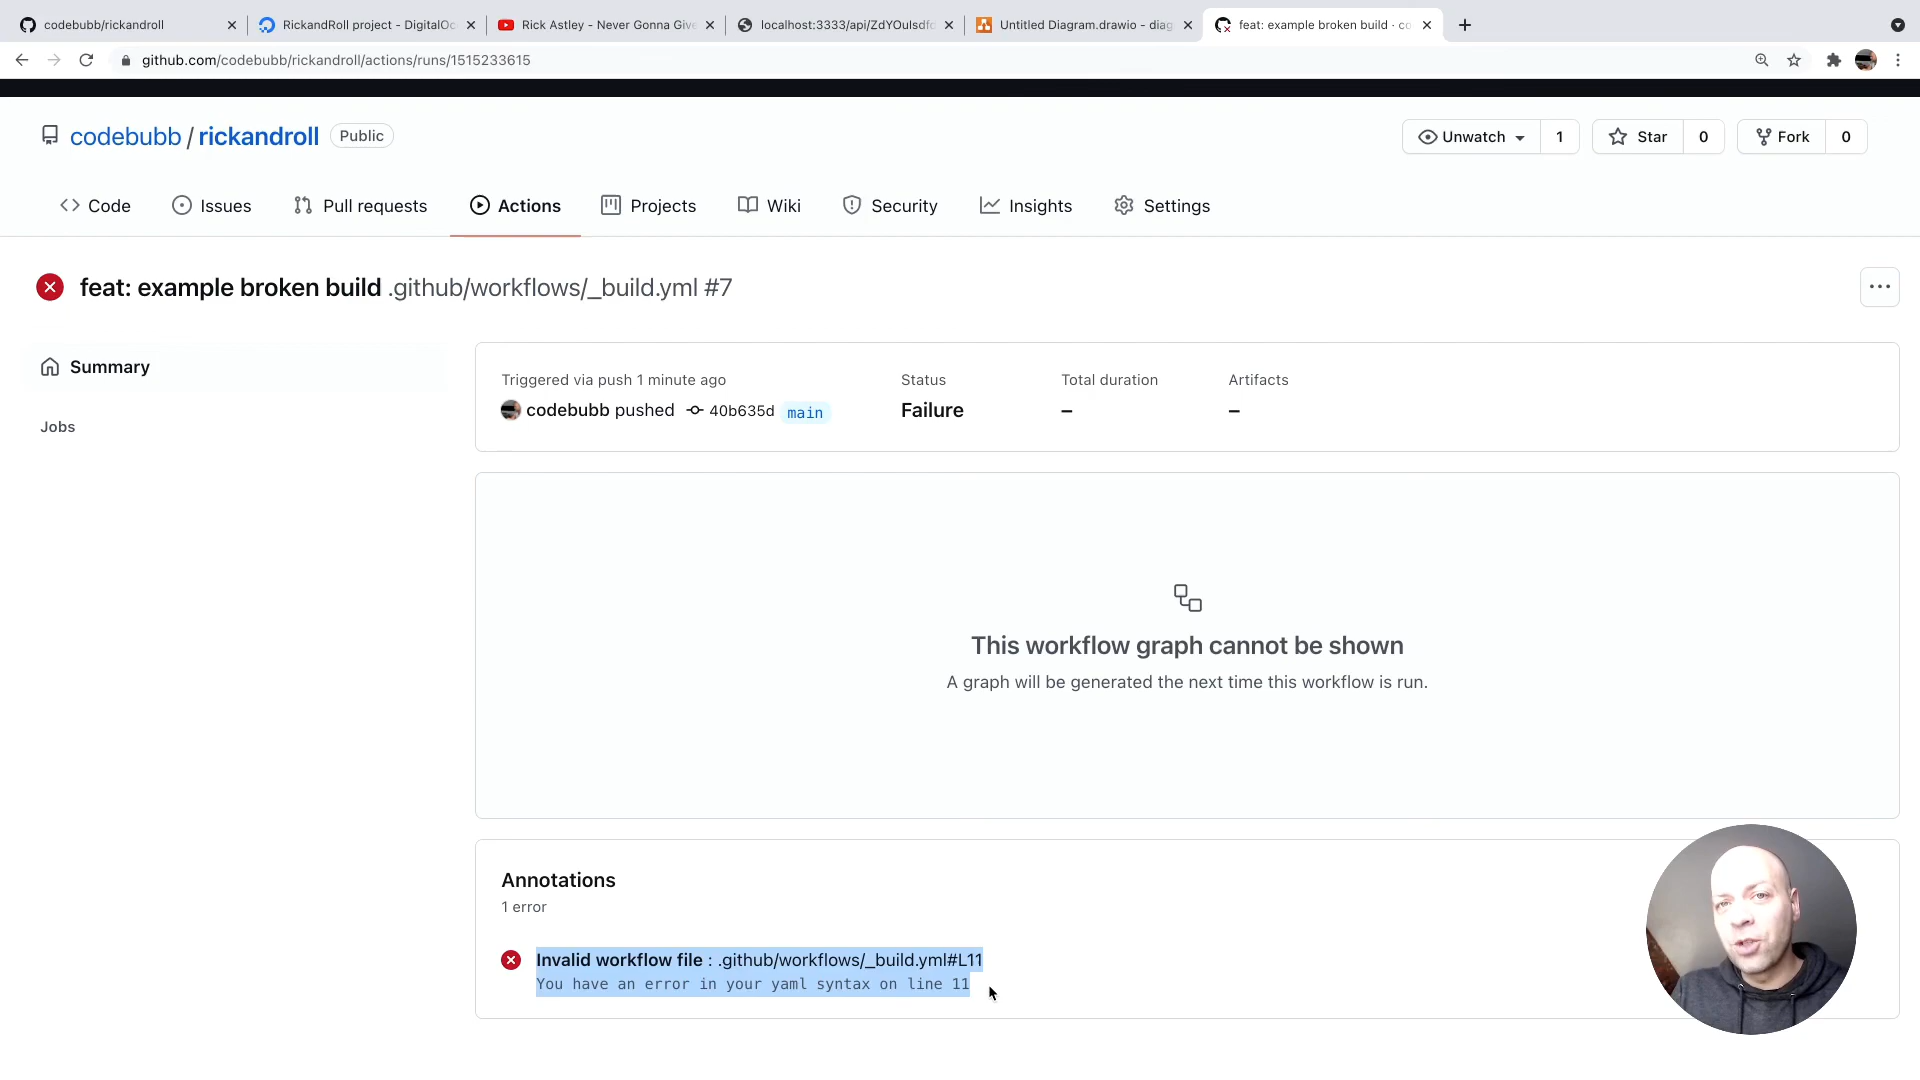 codebubb/rickandroll
RickandRoll project - DigitalOc
Rick Astley - Never Gonna Give
localhost:3333/api/ZdYOulsdfd
Untitled Diagram.drawio - diag
feat: example broken build · co
github.com/codebubb/rickandroll/actions/runs/1515233615
codebubb / rickandroll Public
Unwatch 1
Star 0
Fork 0
Code
Issues
Pull requests
Actions
Projects
Wiki
Security
Insights
Settings
feat: example broken build .github/workflows/_build.yml #7
Summary
Jobs
Triggered via push 1 minute ago
codebubb pushed 40b635d main
Status
Failure
Total duration
–
Artifacts
–
This workflow graph cannot be shown
A graph will be generated the next time this workflow is run.
Annotations
1 error
Invalid workflow file : .github/workflows/_build.yml#L11
You have an error in your yaml syntax on line 11